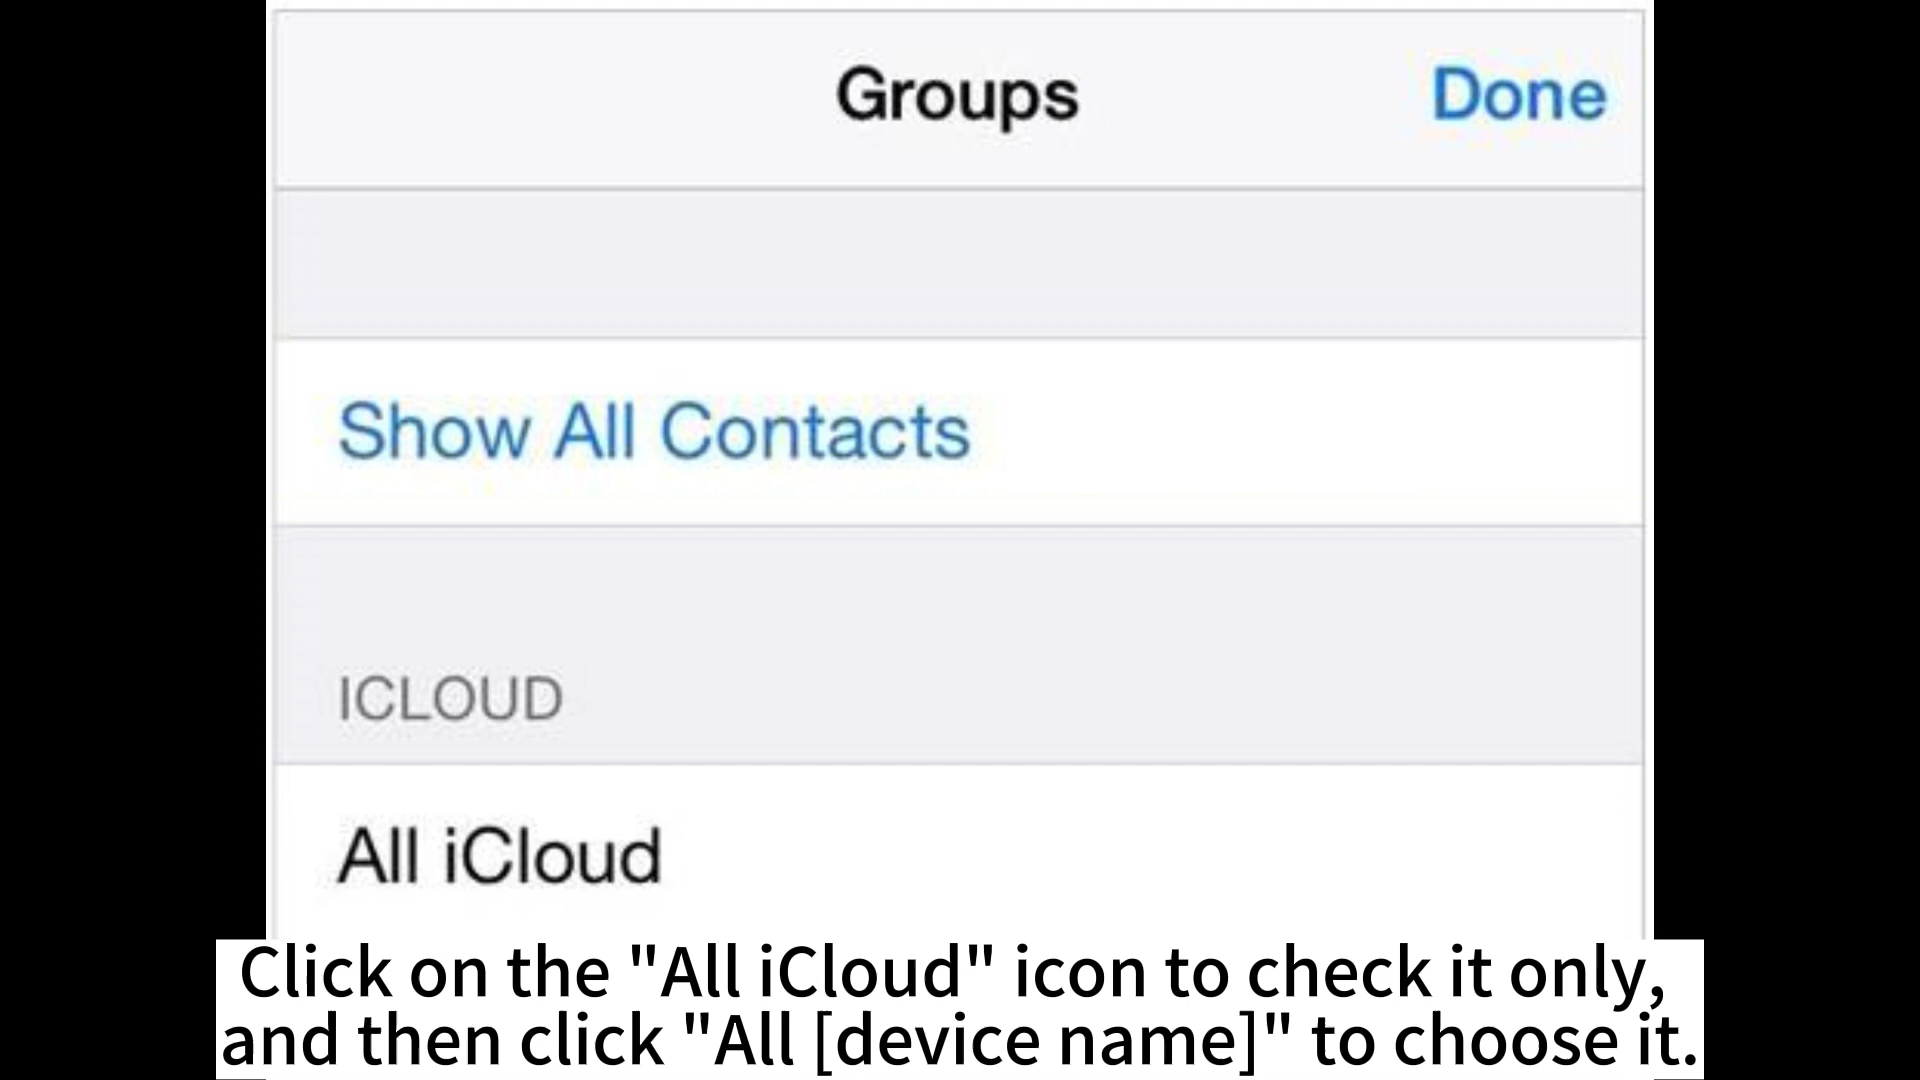 Groups
Done
Show All Contacts
ICLOUD
All iCloud
Click on the "All iCloud" icon to check it only,
and then click "All [device name]" to choose it.